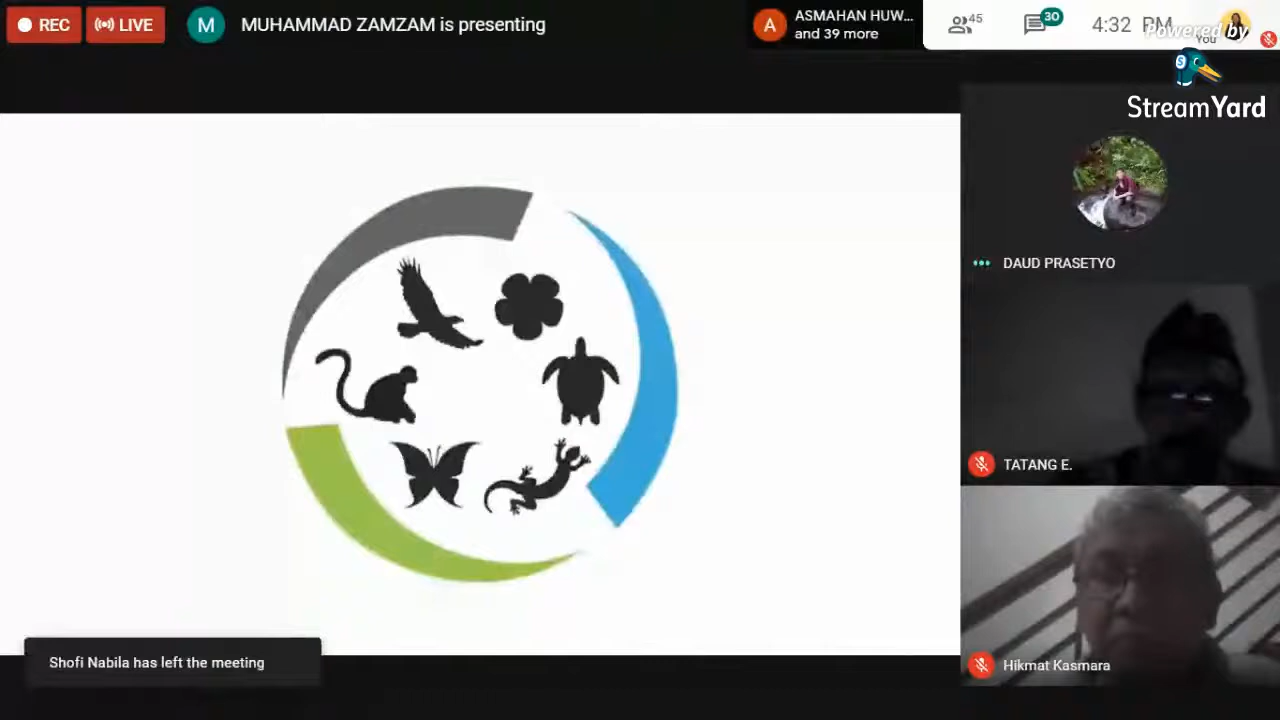 REC
LIVE
M
MUHAMMAD ZAMZAM is presenting
A
ASMAHAN HUW...
and 39 more
45
30
4:32 PM
You
Powered by
S
StreamYard
DAUD PRASETYO
TATANG E.
Hikmat Kasmara
Shofi Nabila has left the meeting